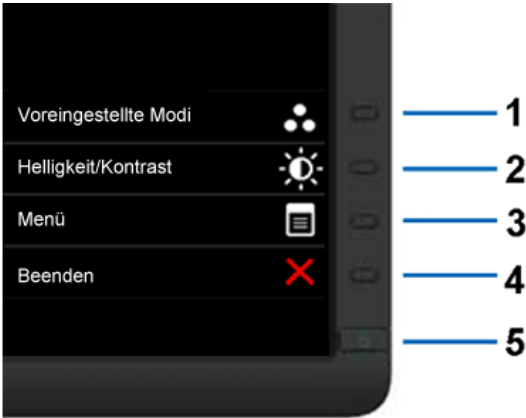 Voreingestellte Modi 1
Helligkeit/Kontrast 2
Menü 3
Beenden 4
5